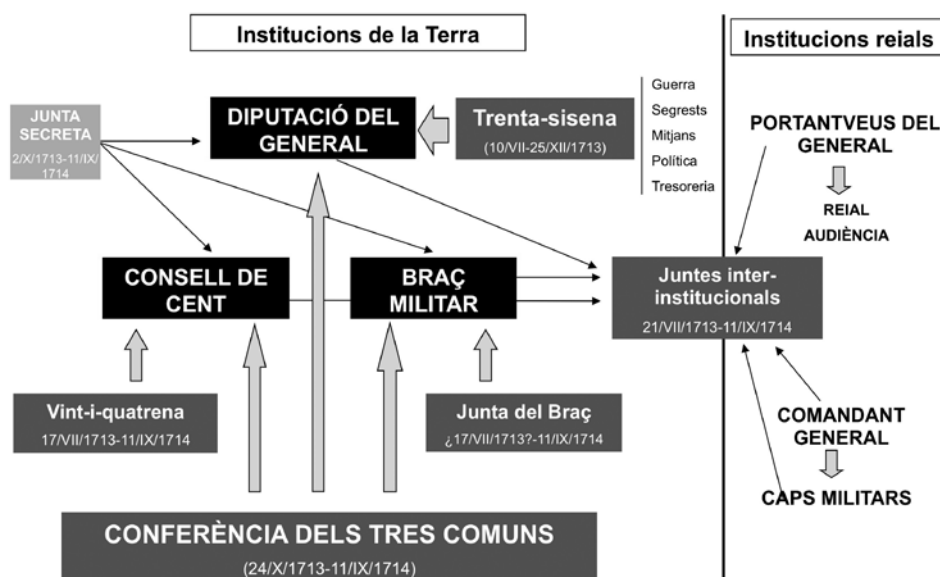 Institucions de la Terra
Institucions reials
JUNTA
SECRETA
2/X/1713-11/IX/
1714
DIPUTACIÓ DEL
GENERAL
Trenta-sisena
(10/VII-25/XII/1713)
Guerra
Segrests
Mitjans
Política
Tresoreria
PORTANTVEUS DEL
GENERAL
REIAL
AUDIÈNCIA
CONSELL DE
CENT
BRAÇ
MILITAR
Juntes inter-
institucionals
21/VII/1713-11/IX/1714
Vint-i-quatrena
17/VII/1713-11/IX/1714
Junta del Braç
¿17/VII/1713?-11/IX/1714
COMANDANT
GENERAL
CAPS MILITARS
CONFERÈNCIA DELS TRES COMUNS
(24/X/1713-11/IX/1714)